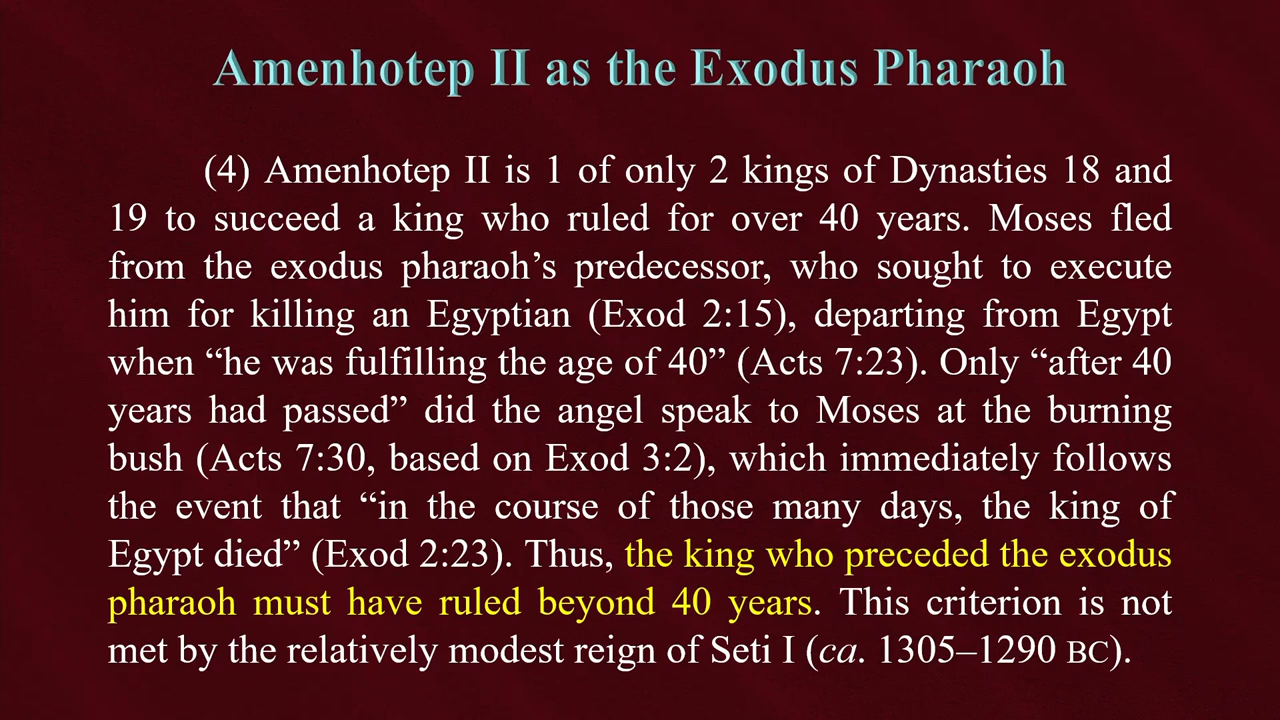 Amenhotep II as the Exodus Pharaoh
(4) Amenhotep II is 1 of only 2 kings of Dynasties 18 and
19 to succeed a king who ruled for over 40 years. Moses fled
from the exodus pharaoh’s predecessor, who sought to execute
him for killing an Egyptian (Exod 2:15), departing from Egypt
when “he was fulfilling the age of 40” (Acts 7:23). Only “after 40
years had passed” did the angel speak to Moses at the burning
bush (Acts 7:30, based on Exod 3:2), which immediately follows
the event that “in the course of those many days, the king of
Egypt died” (Exod 2:23). Thus, the king who preceded the exodus
pharaoh must have ruled beyond 40 years. This criterion is not
met by the relatively modest reign of Seti I (ca. 1305–1290 BC).